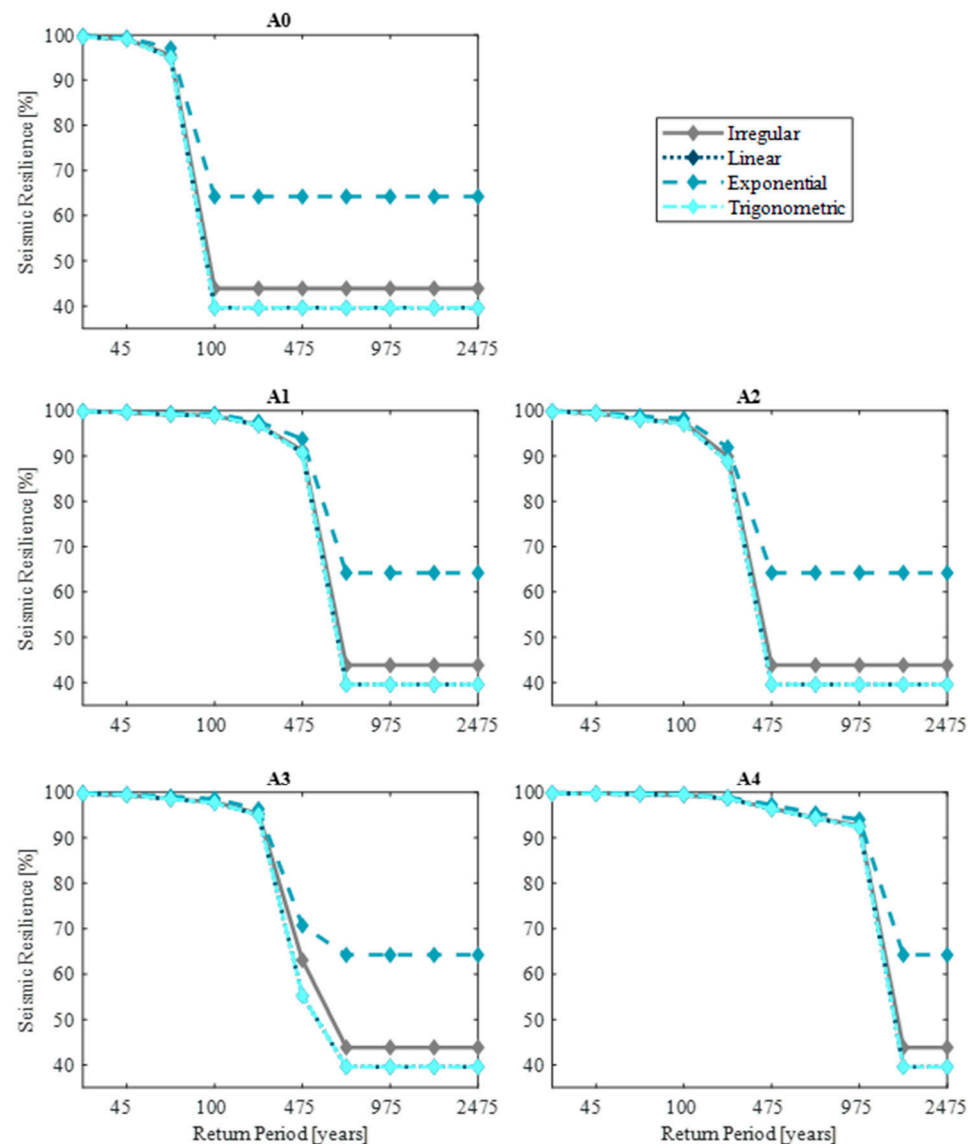 A0
100
90
80
70
60
50
40
Seismic Resilience [%]
45 100 475 975 2475
Irregular
Linear
Exponential
Trigonometric
A1
100
90
80
70
60
50
40
Seismic Resilience [%]
45 100 475 975 2475
A2
100
90
80
70
60
50
40
45 100 475 975 2475
A3
100
90
80
70
60
50
40
Seismic Resilience [%]
45 100 475 975 2475
Return Period [years]
A4
100
90
80
70
60
50
40
45 100 475 975 2475
Return Period [years]